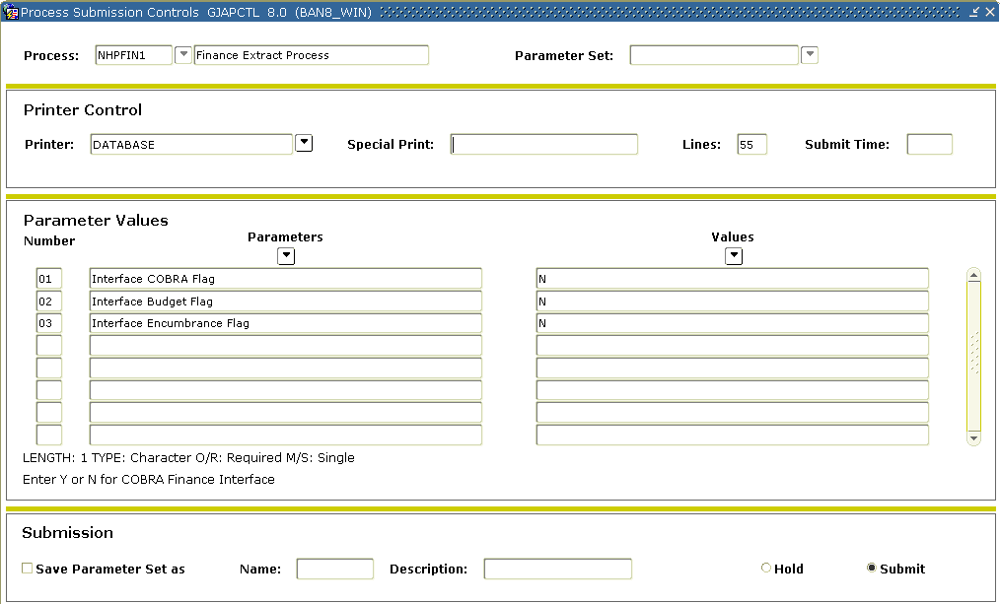 Process Submission Controls GJAPCTL 8.0 (BAN8_WIN)
Process: NHPFIN1 Finance Extract Process Parameter Set:
Printer Control
Printer: DATABASE Special Print: Lines: 55 Submit Time:
Parameter Values
Number Parameters Values
01 Interface COBRA Flag N
02 Interface Budget Flag N
03 Interface Encumbrance Flag N
LENGTH: 1 TYPE: Character O/R: Required M/S: Single
Enter Y or N for COBRA Finance Interface
Submission
Save Parameter Set as Name: Description: Hold Submit